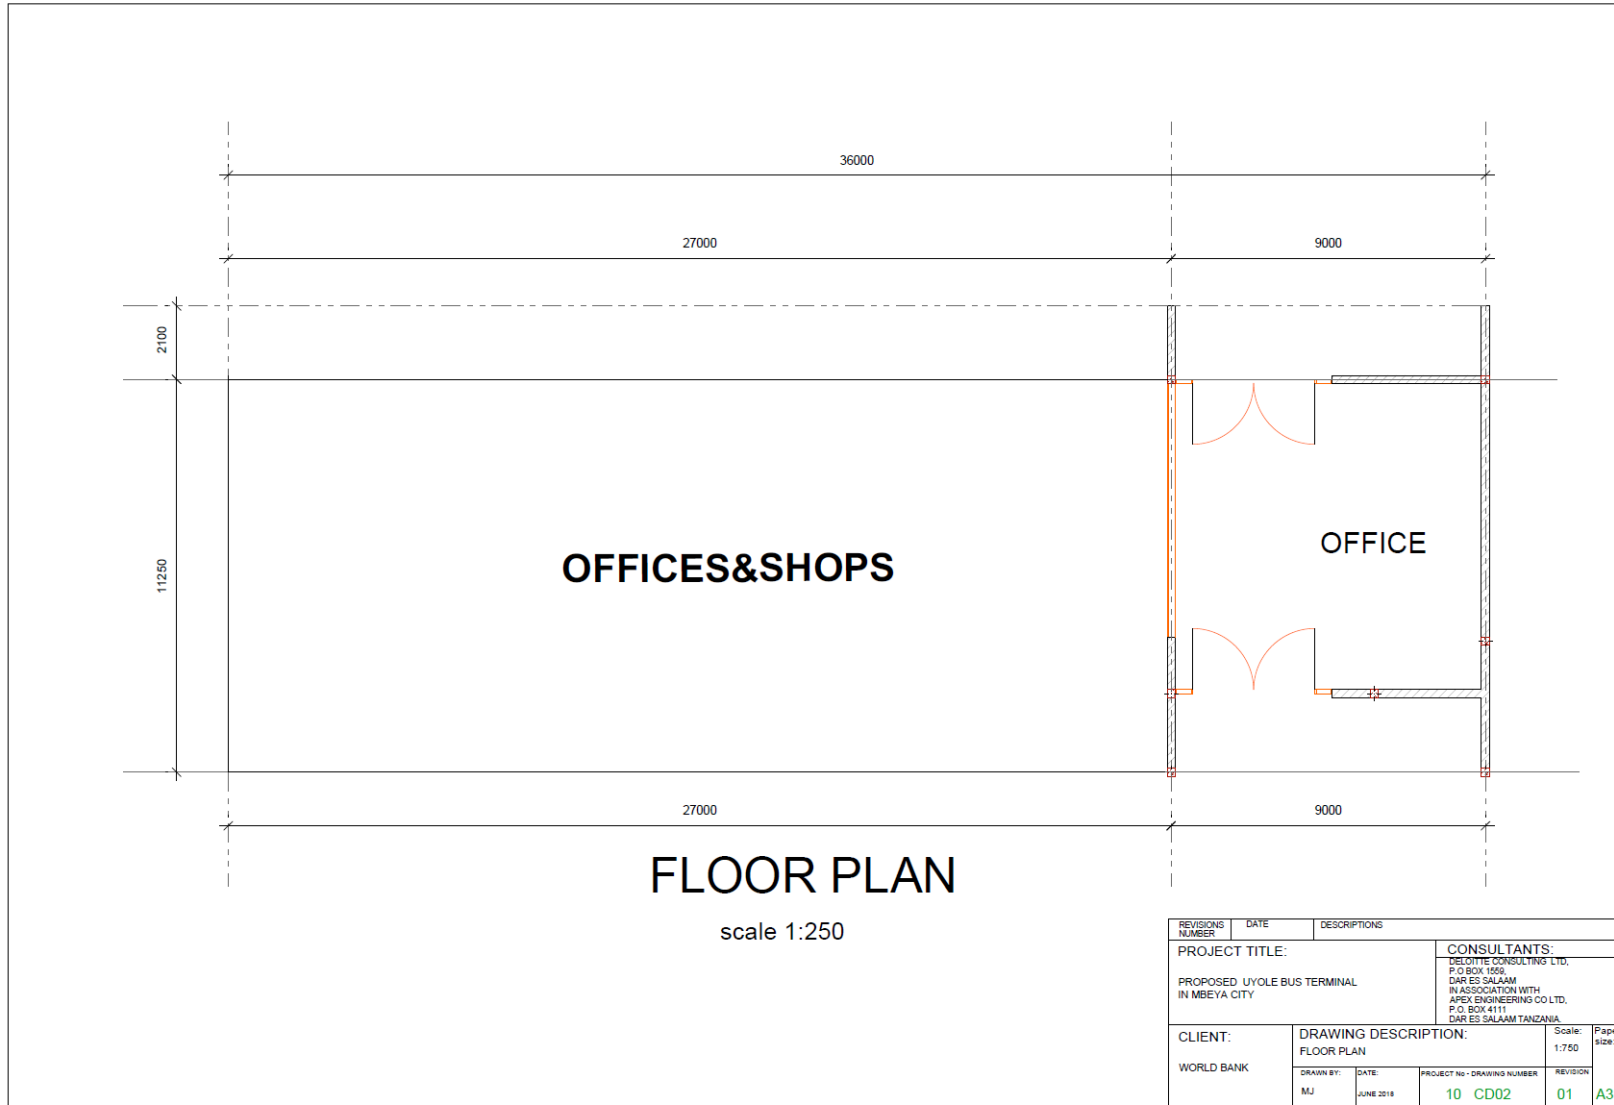 36000
27000
9000
2100
11250
OFFICES&SHOPS
OFFICE
27000
9000
FLOOR PLAN
scale 1:250
REVISIONS NUMBER
DATE
DESCRIPTIONS
PROJECT TITLE:
PROPOSED UYOLE BUS TERMINAL
IN MBEYA CITY
CONSULTANTS:
DELOITTE CONSULTING LTD,
P.O BOX 1559,
DAR ES SALAAM
IN ASSOCIATION WITH
APEX ENGINEERING CO LTD,
P.O. BOX 4111
DAR ES SALAAM TANZANIA.
CLIENT:
WORLD BANK
DRAWING DESCRIPTION:
FLOOR PLAN
Scale:
1:750
size:
DRAWN BY:
MJ
DATE:
JUNE 2018
PROJECT No - DRAWING NUMBER
10 CD02
REVISION
01
A3